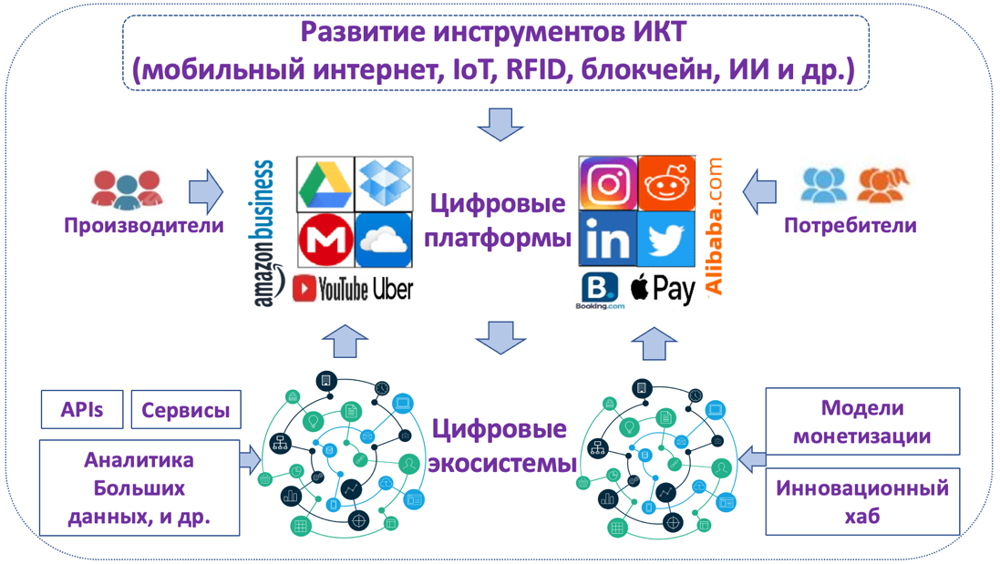 Развитие инструментов ИКТ
(мобильный интернет, IoT, RFID, блокчейн, ИИ и др.)
Производители
amazon business
M
YouTube
Uber
Цифровые
платформы
in
B.
Booking.com
Pay
Alibaba.com
Потребители
APIs
Сервисы
Аналитика
Больших
данных, и др.
Цифровые
экосистемы
Модели
монетизации
Инновационный
хаб